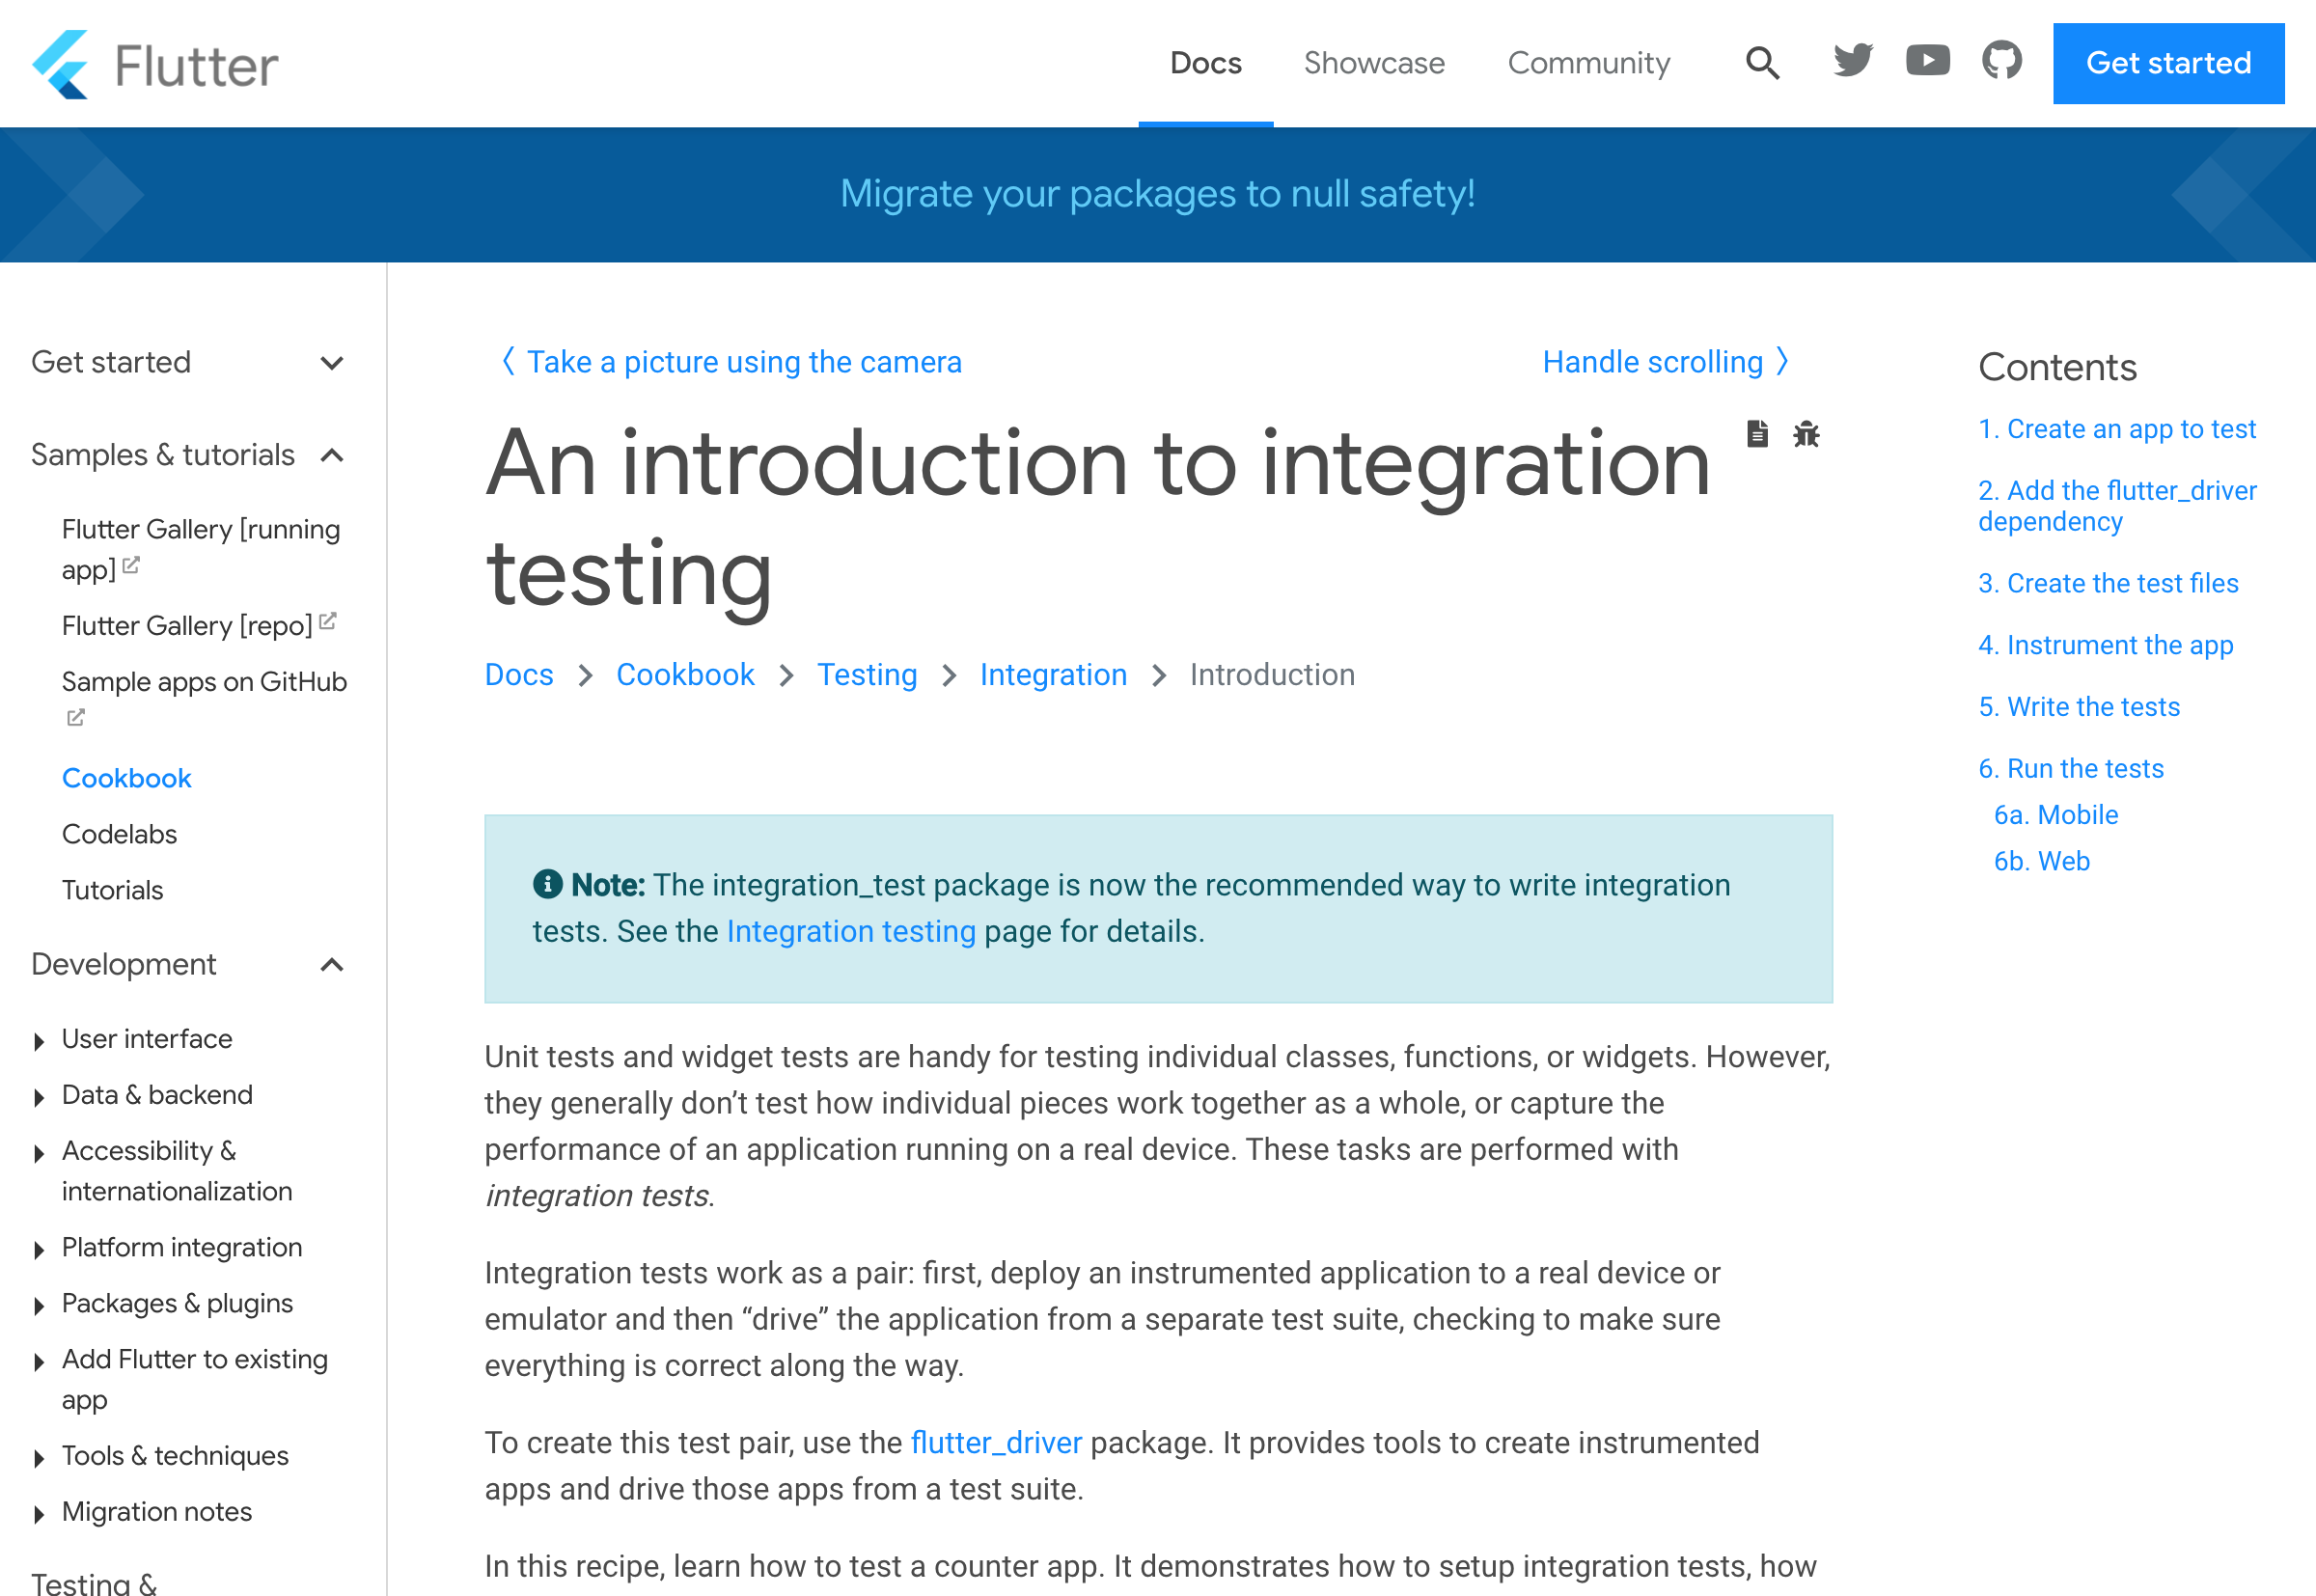 Flutter
Docs
Showcase
Community
Get started
Migrate your packages to null safety!
Get started
Samples & tutorials
Flutter Gallery [running
app]
Flutter Gallery [repo]
Sample apps on GitHub
Cookbook
Codelabs
Tutorials
Development
User interface
Data & backend
Accessibility &
internationalization
Platform integration
Packages & plugins
Add Flutter to existing
app
Tools & techniques
Migration notes
Testing &
〈 Take a picture using the camera
Handle scrolling 〉
An introduction to integration
testing
Docs > Cookbook > Testing > Integration > Introduction
Note: The integration_test package is now the recommended way to write integration
tests. See the Integration testing page for details.
Unit tests and widget tests are handy for testing individual classes, functions, or widgets. However,
they generally don’t test how individual pieces work together as a whole, or capture the
performance of an application running on a real device. These tasks are performed with
integration tests.
Integration tests work as a pair: first, deploy an instrumented application to a real device or
emulator and then “drive” the application from a separate test suite, checking to make sure
everything is correct along the way.
To create this test pair, use the flutter_driver package. It provides tools to create instrumented
apps and drive those apps from a test suite.
In this recipe, learn how to test a counter app. It demonstrates how to setup integration tests, how
Contents
1. Create an app to test
2. Add the flutter_driver
dependency
3. Create the test files
4. Instrument the app
5. Write the tests
6. Run the tests
6a. Mobile
6b. Web